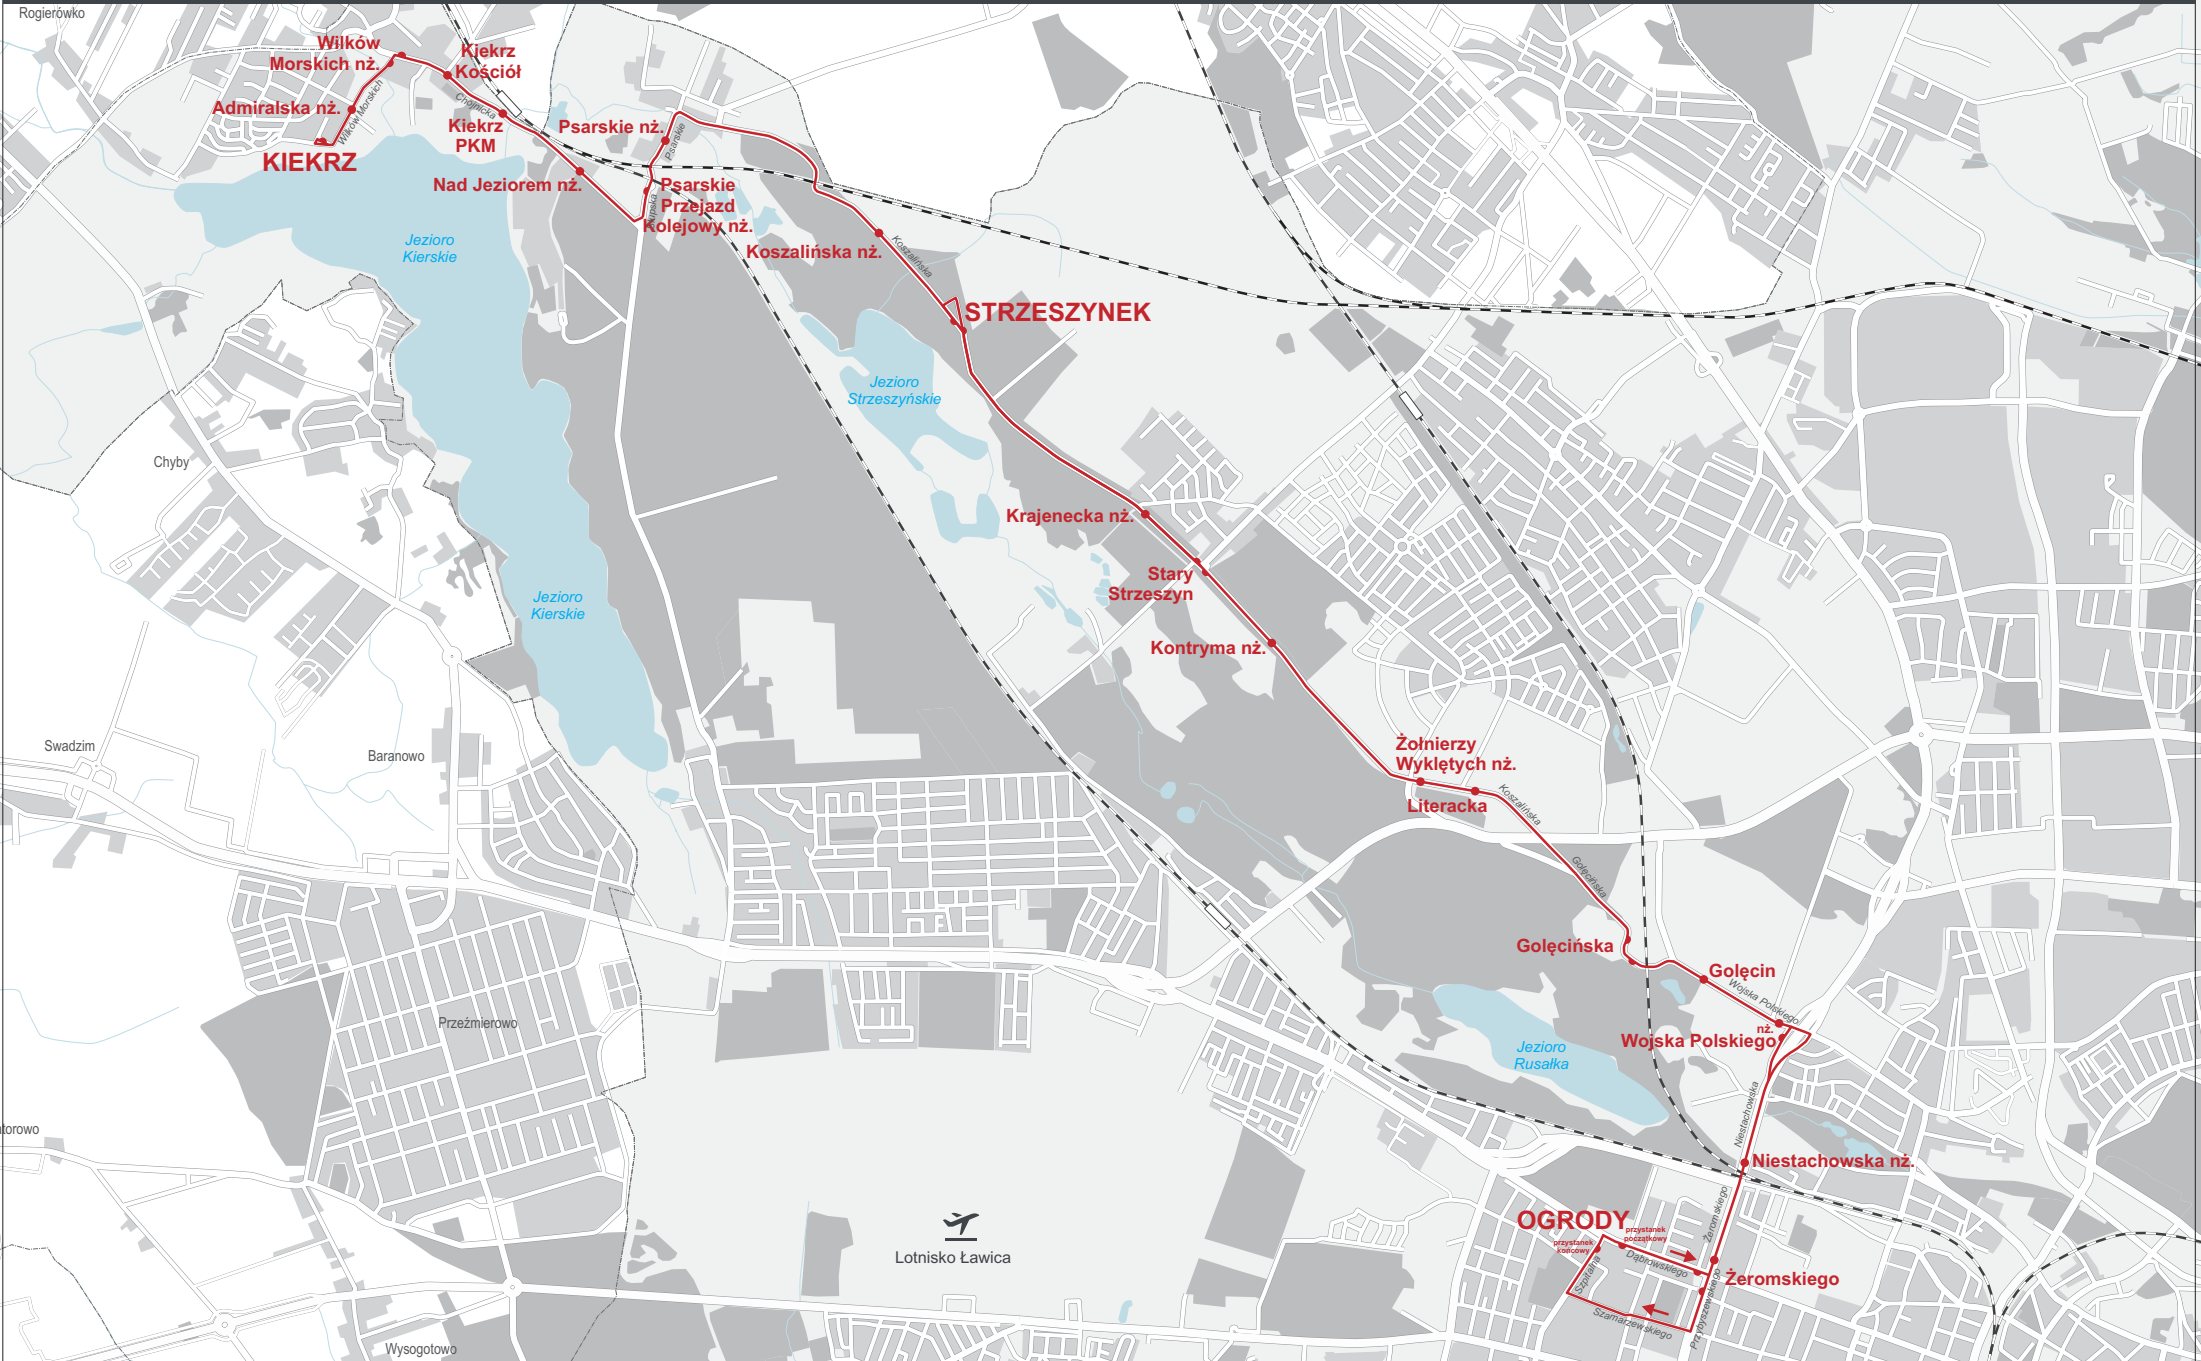 Rogierówko
Wilków
Morskich nż.
Kiekrz
Kościół
Admiralska nż.
Wilków Morskich
Chojnicka
Kiekrz
PKM
KIEKRZ
Psarskie nż.
Psarskie
Nad Jeziorem nż.
Psarskie
Przejazd
Kolejowy nż.
Słupska
Koszalińska nż.
Koszalińska
Jezioro
Kierskie
STRZESZYNEK
Jezioro
Strzeszyńskie
Chyby
Krajenecka nż.
Stary
Strzeszyn
Jezioro
Kierskie
Kontryma nż.
Swadzim
Baranowo
Żołnierzy
Wyklętych nż.
Literacka
Koszalińska
Golęcińska
Golęcińska
Golęcin
Wojska Polskiego
nż.
Wojska Polskiego
Przeźmierowo
Jezioro
Rusałka
Niestachowska
torowo
Niestachowska nż.
OGRODY
przystanek
początkowy
przystanek
końcowy
Żeromskiego
Dąbrowskiego
Szpitalna
Żeromskiego
Szamarzewskiego
Przybyszewskiego
Lotnisko Ławica
Wysogotowo